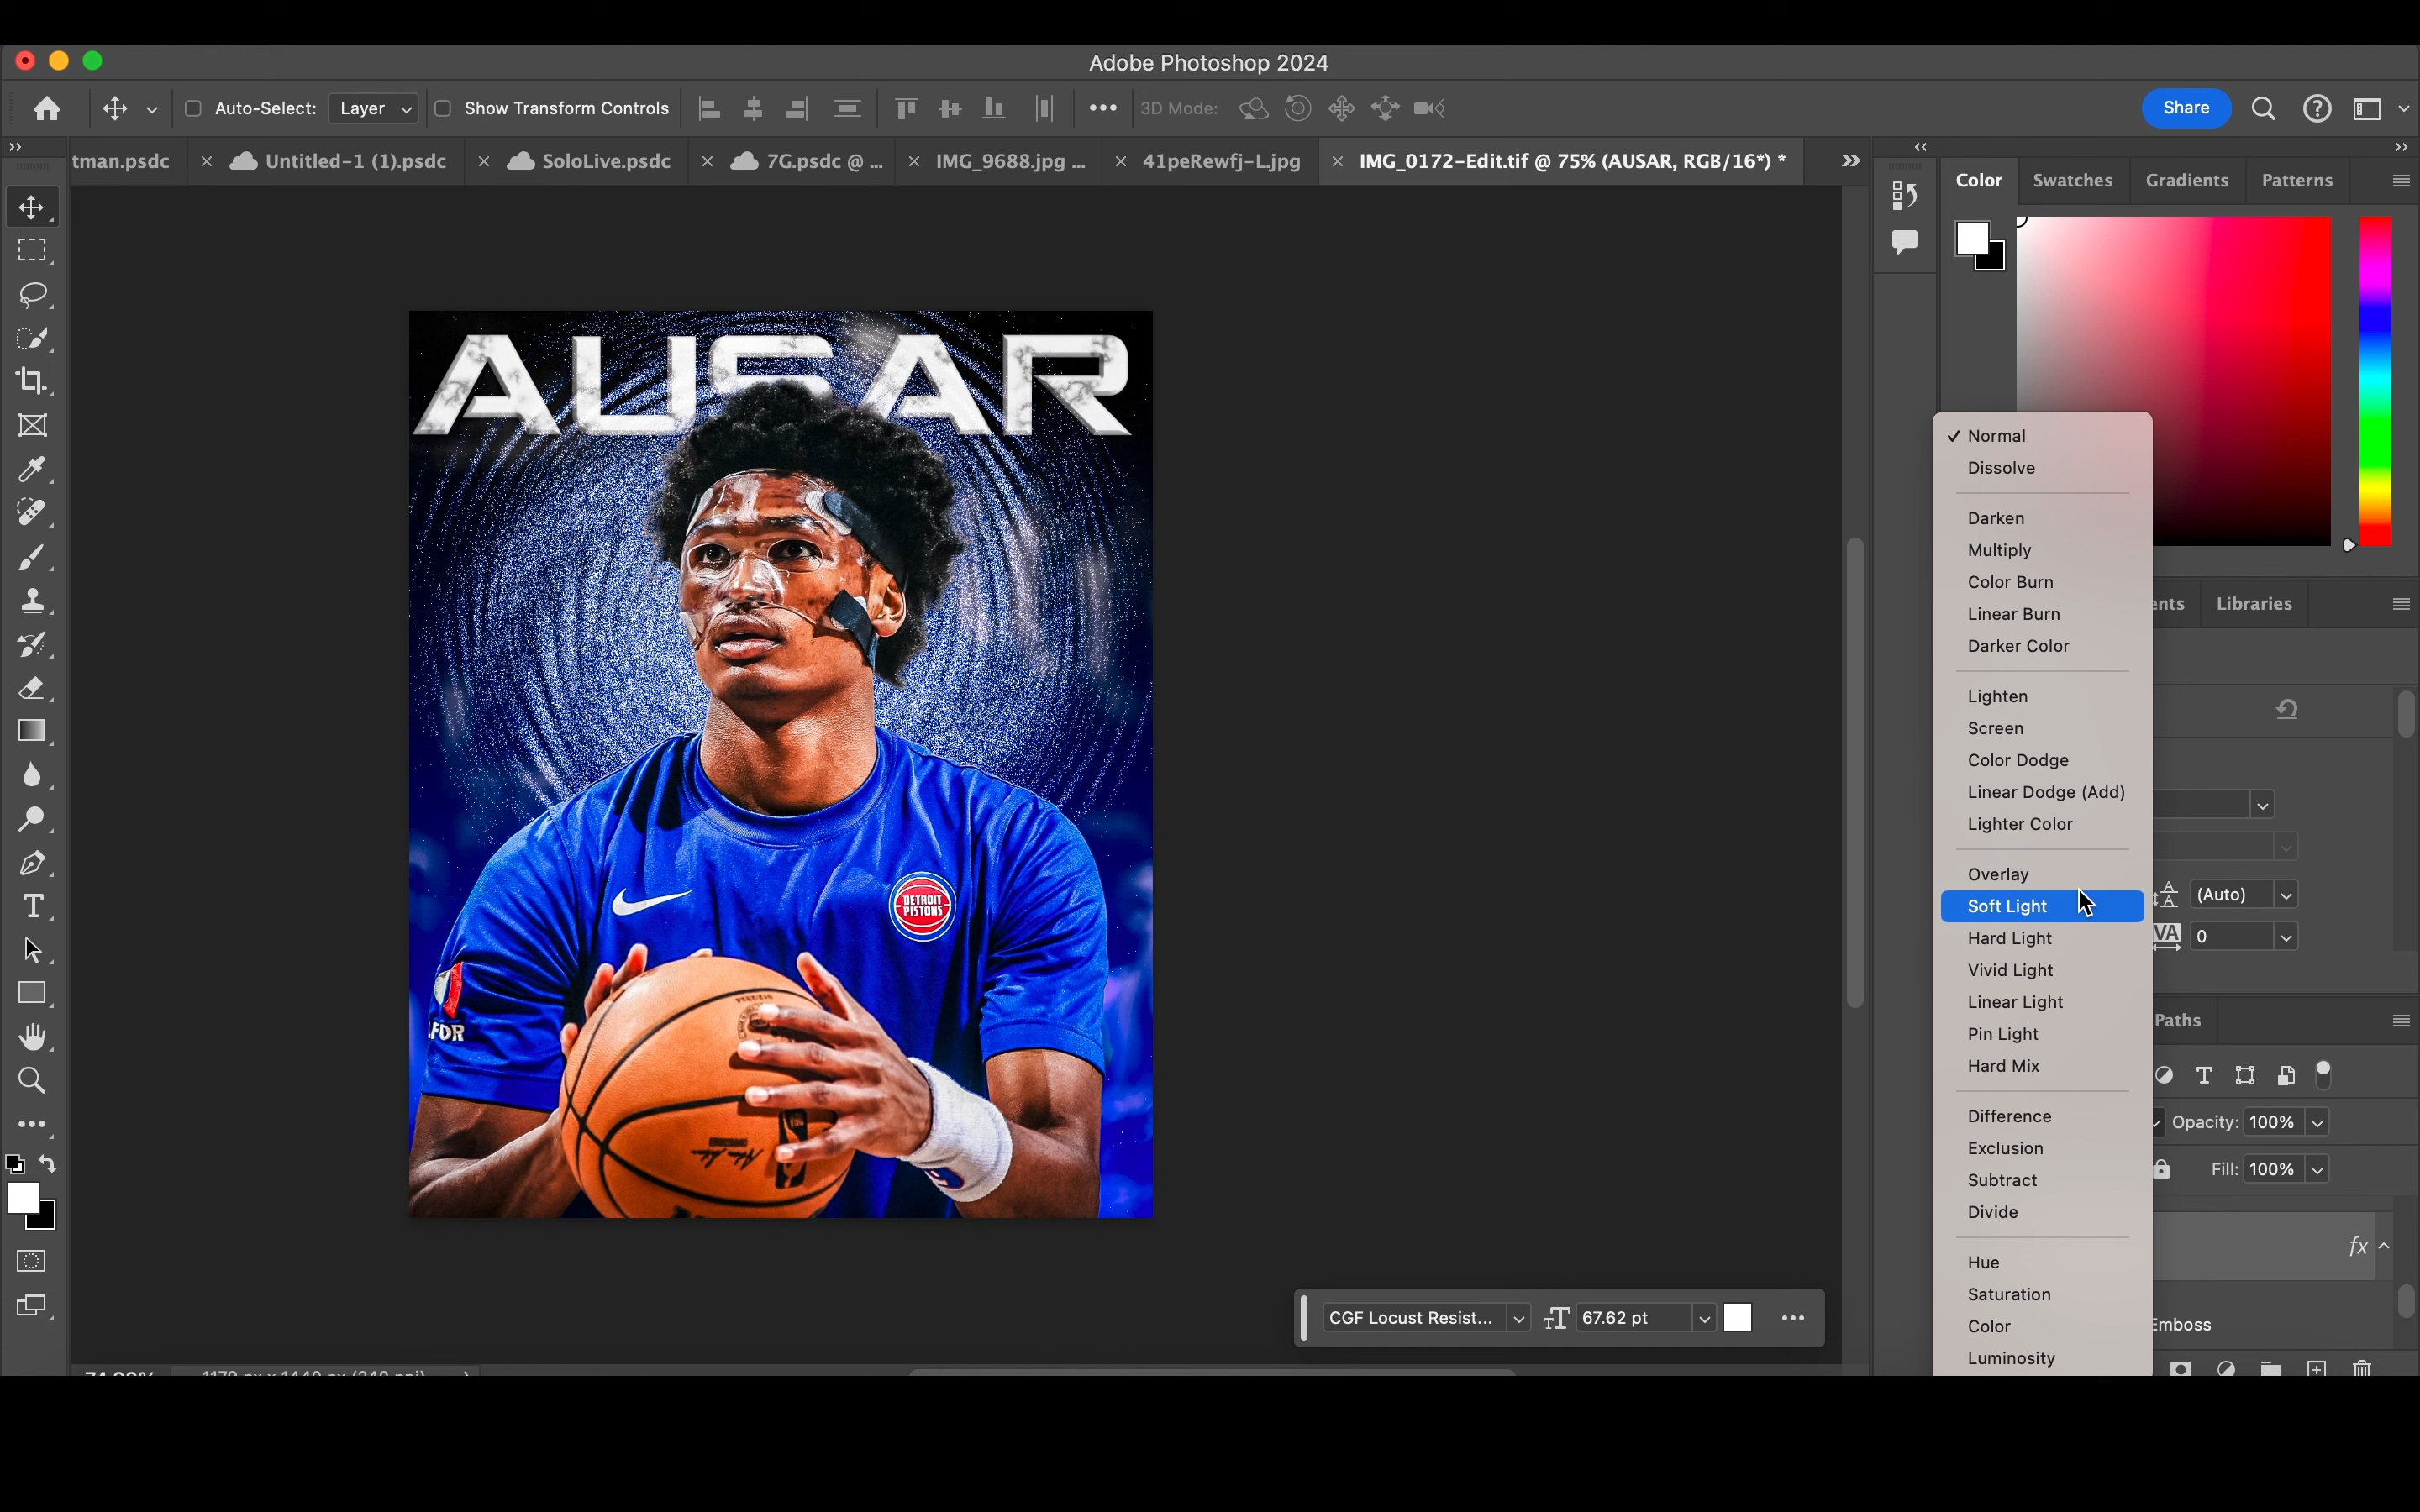 Adobe Photoshop 2024
Auto-Select: Layer Show Transform Controls 3D Mode: Share
tman.psdc Untitled-1 (1).psdc SoloLive.psdc 7G.psdc @ ... IMG_9688.jpg ... 41peRewfj-L.jpg IMG_0172-Edit.tif @ 75% (AUSAR, RGB/16*) *
Color Swatches Gradients Patterns
AUSAR
DETROIT
PISTONS
Normal
Dissolve
Darken
Multiply
Color Burn
Linear Burn
Darker Color
Lighten
Screen
Color Dodge
Linear Dodge (Add)
Lighter Color
Overlay
Soft Light
Hard Light
Vivid Light
Linear Light
Pin Light
Hard Mix
Difference
Exclusion
Subtract
Divide
Hue
Saturation
Color
Luminosity
ents Libraries
(Auto)
VA 0
Paths
Opacity: 100%
Fill: 100%
fx
Emboss
CGF Locust Resist... 67.62 pt